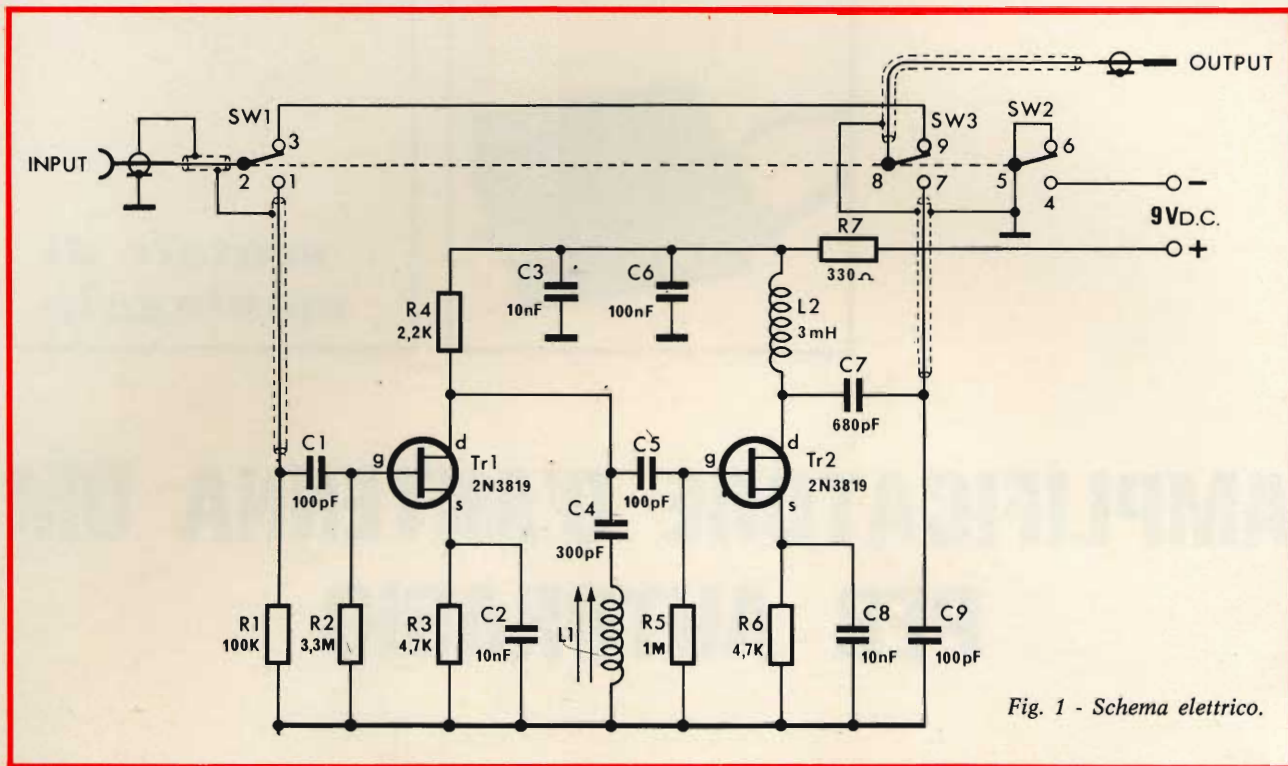 OUTPUT
SW1
SW3
SW2
3
9
6
INPUT
2
8
5
1
7
4
−
9V D.C.
R7
+
330Ω
C3
10nF
C6
100nF
R4
2,2K
L2
3mH
C7
680pF
C1
100pF
g
d
s
Tr1
2N3819
C5
100pF
g
d
s
Tr2
2N3819
C4
300pF
R1
100K
R2
3,3M
R3
4,7K
C2
10nF
L1
R5
1M
R6
4,7K
C8
10nF
C9
100pF
Fig. 1 - Schema elettrico.